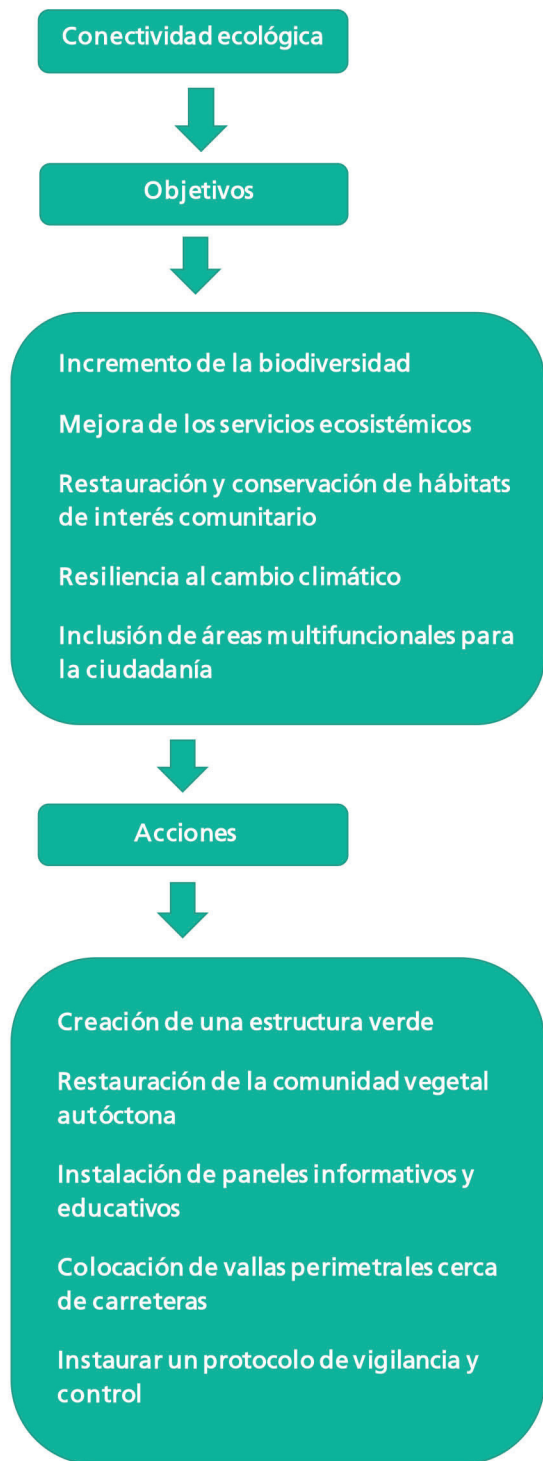 Conectividad ecológica
Objetivos
Incremento de la biodiversidad
Mejora de los servicios ecosistémicos
Restauración y conservación de hábitats
de interés comunitario
Resiliencia al cambio climático
Inclusión de áreas multifuncionales para
la ciudadanía
Acciones
Creación de una estructura verde
Restauración de la comunidad vegetal
autóctona
Instalación de paneles informativos y
educativos
Colocación de vallas perimetrales cerca
de carreteras
Instaurar un protocolo de vigilancia y
control